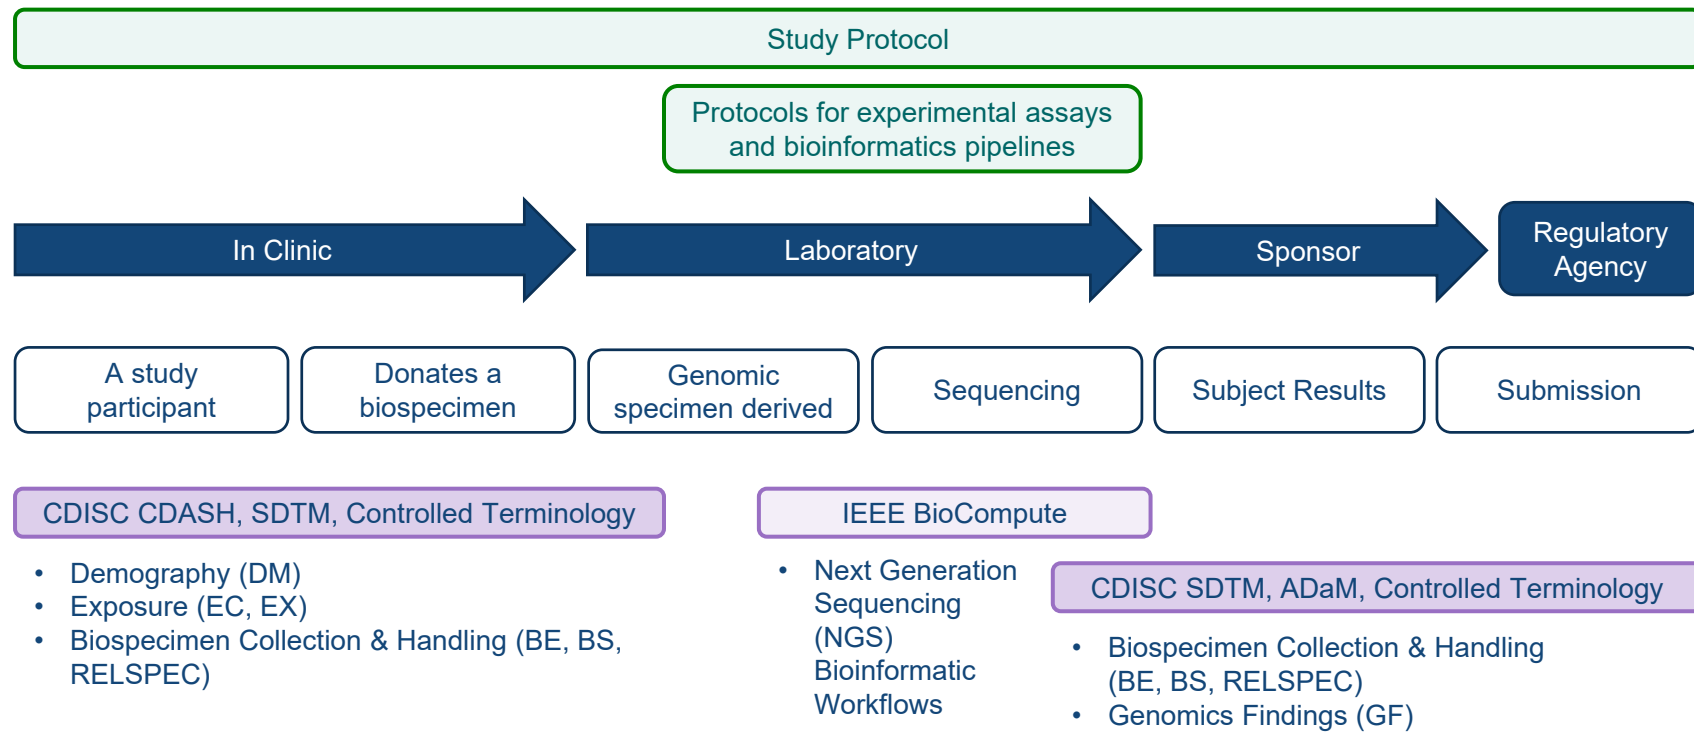 Study Protocol
Protocols for experimental assays
and bioinformatics pipelines
In Clinic
Laboratory
Sponsor
Regulatory
Agency
A study
participant
Donates a
biospecimen
Genomic
specimen derived
Sequencing
Subject Results
Submission
CDISC CDASH, SDTM, Controlled Terminology
• Demography (DM)
• Exposure (EC, EX)
• Biospecimen Collection & Handling (BE, BS,
RELSPEC)
IEEE BioCompute
• Next Generation
Sequencing
(NGS)
Bioinformatic
Workflows
CDISC SDTM, ADaM, Controlled Terminology
• Biospecimen Collection & Handling
(BE, BS, RELSPEC)
• Genomics Findings (GF)